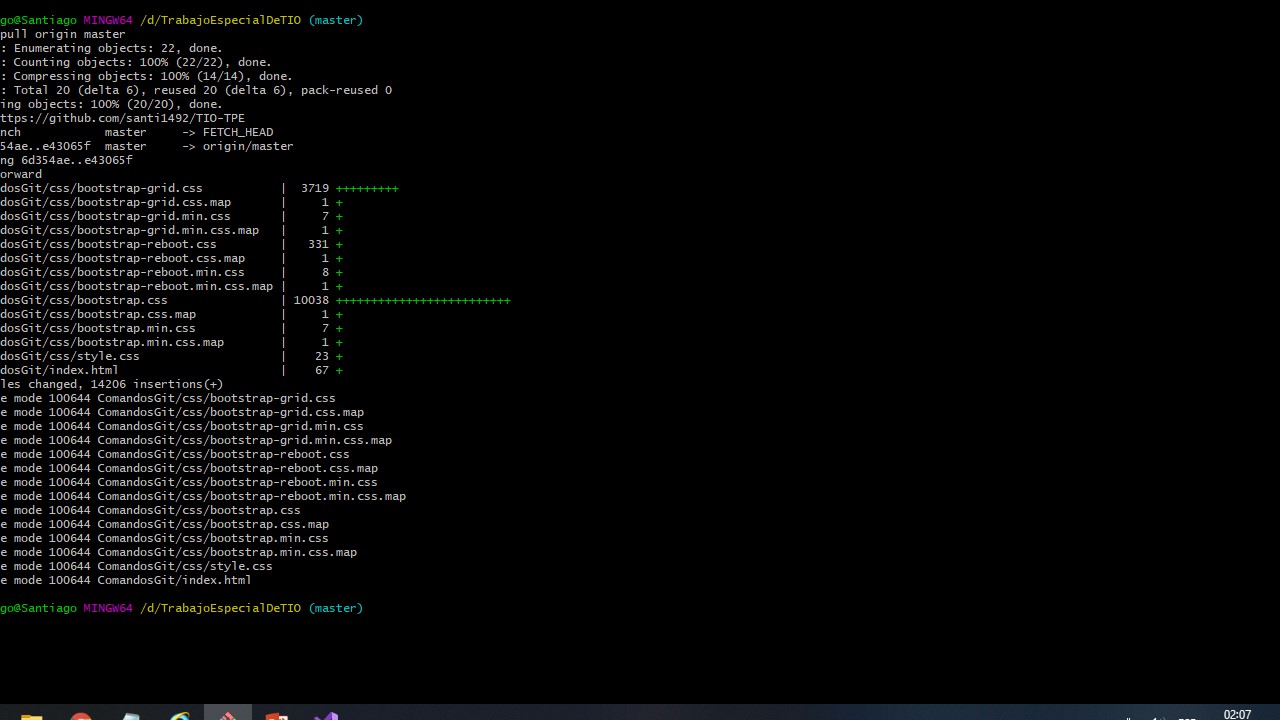 go@Santiago MINGW64 /d/TrabajoEspecialDeTIO (master)
pull origin master
: Enumerating objects: 22, done.
: Counting objects: 100% (22/22), done.
: Compressing objects: 100% (14/14), done.
: Total 20 (delta 6), reused 20 (delta 6), pack-reused 0
ing objects: 100% (20/20), done.
ttps://github.com/santi1492/TIO-TPE
nch            master     -> FETCH_HEAD
54ae..e43065f  master     -> origin/master
ng 6d354ae..e43065f
orward
dosGit/css/bootstrap-grid.css           |  3719 +++++++++
dosGit/css/bootstrap-grid.css.map       |     1 +
dosGit/css/bootstrap-grid.min.css       |     7 +
dosGit/css/bootstrap-grid.min.css.map   |     1 +
dosGit/css/bootstrap-reboot.css         |   331 +
dosGit/css/bootstrap-reboot.css.map     |     1 +
dosGit/css/bootstrap-reboot.min.css     |     8 +
dosGit/css/bootstrap-reboot.min.css.map |     1 +
dosGit/css/bootstrap.css                | 10038 +++++++++++++++++++++++++
dosGit/css/bootstrap.css.map            |     1 +
dosGit/css/bootstrap.min.css            |     7 +
dosGit/css/bootstrap.min.css.map        |     1 +
dosGit/css/style.css                    |    23 +
dosGit/index.html                       |    67 +
les changed, 14206 insertions(+)
e mode 100644 ComandosGit/css/bootstrap-grid.css
e mode 100644 ComandosGit/css/bootstrap-grid.css.map
e mode 100644 ComandosGit/css/bootstrap-grid.min.css
e mode 100644 ComandosGit/css/bootstrap-grid.min.css.map
e mode 100644 ComandosGit/css/bootstrap-reboot.css
e mode 100644 ComandosGit/css/bootstrap-reboot.css.map
e mode 100644 ComandosGit/css/bootstrap-reboot.min.css
e mode 100644 ComandosGit/css/bootstrap-reboot.min.css.map
e mode 100644 ComandosGit/css/bootstrap.css
e mode 100644 ComandosGit/css/bootstrap.css.map
e mode 100644 ComandosGit/css/bootstrap.min.css
e mode 100644 ComandosGit/css/bootstrap.min.css.map
e mode 100644 ComandosGit/css/style.css
e mode 100644 ComandosGit/index.html
go@Santiago MINGW64 /d/TrabajoEspecialDeTIO (master)
02:07